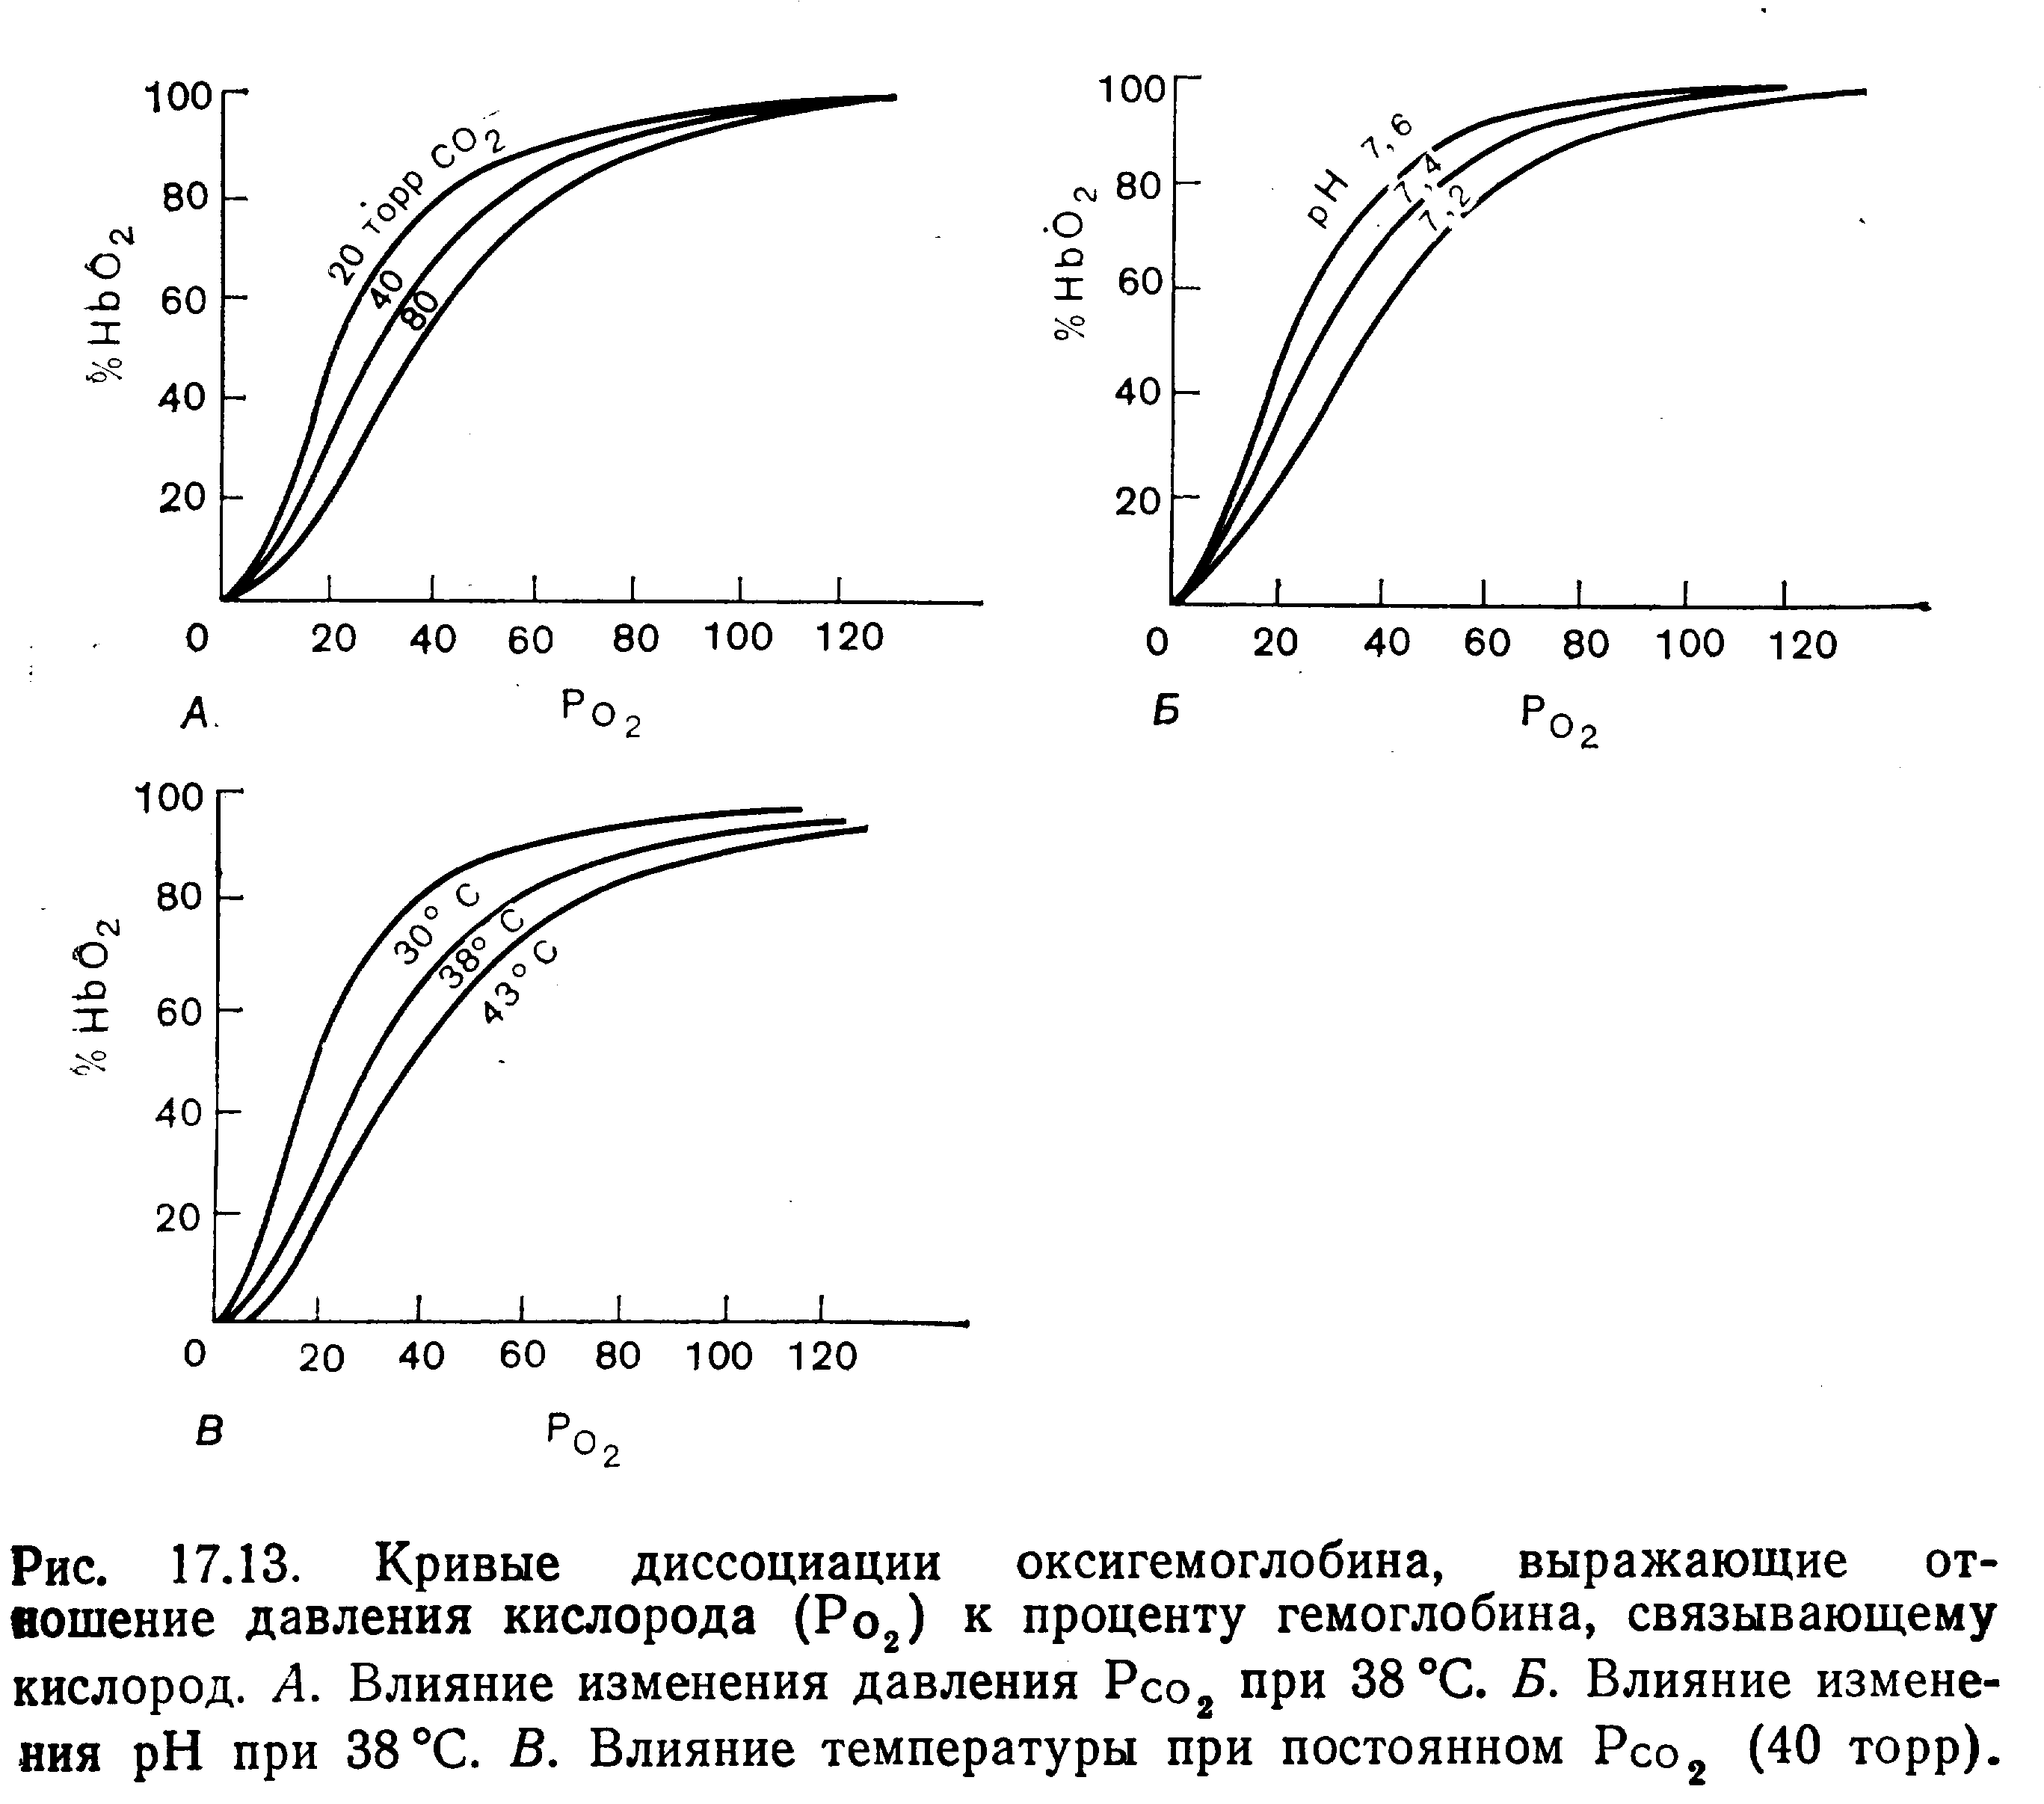 100
80
60
40
20
0
% HbO2
20 торр CO2
40
80
20 40 60 80 100 120
А.
PO2
100
80
60
40
20
0
% HbO2
pH 7,6
7,4
7,2
20 40 60 80 100 120
Б
PO2
100
80
60
40
20
0
% HbO2
30° C
38° C
43° C
20 40 60 80 100 120
В
PO2
Рис. 17.13. Кривые диссоциации оксигемоглобина, выражающие от-
ношение давления кислорода (PO2) к проценту гемоглобина, связывающему
кислород. А. Влияние изменения давления PCO2 при 38 °C. Б. Влияние измене-
ния pH при 38 °C. В. Влияние температуры при постоянном PCO2 (40 торр).